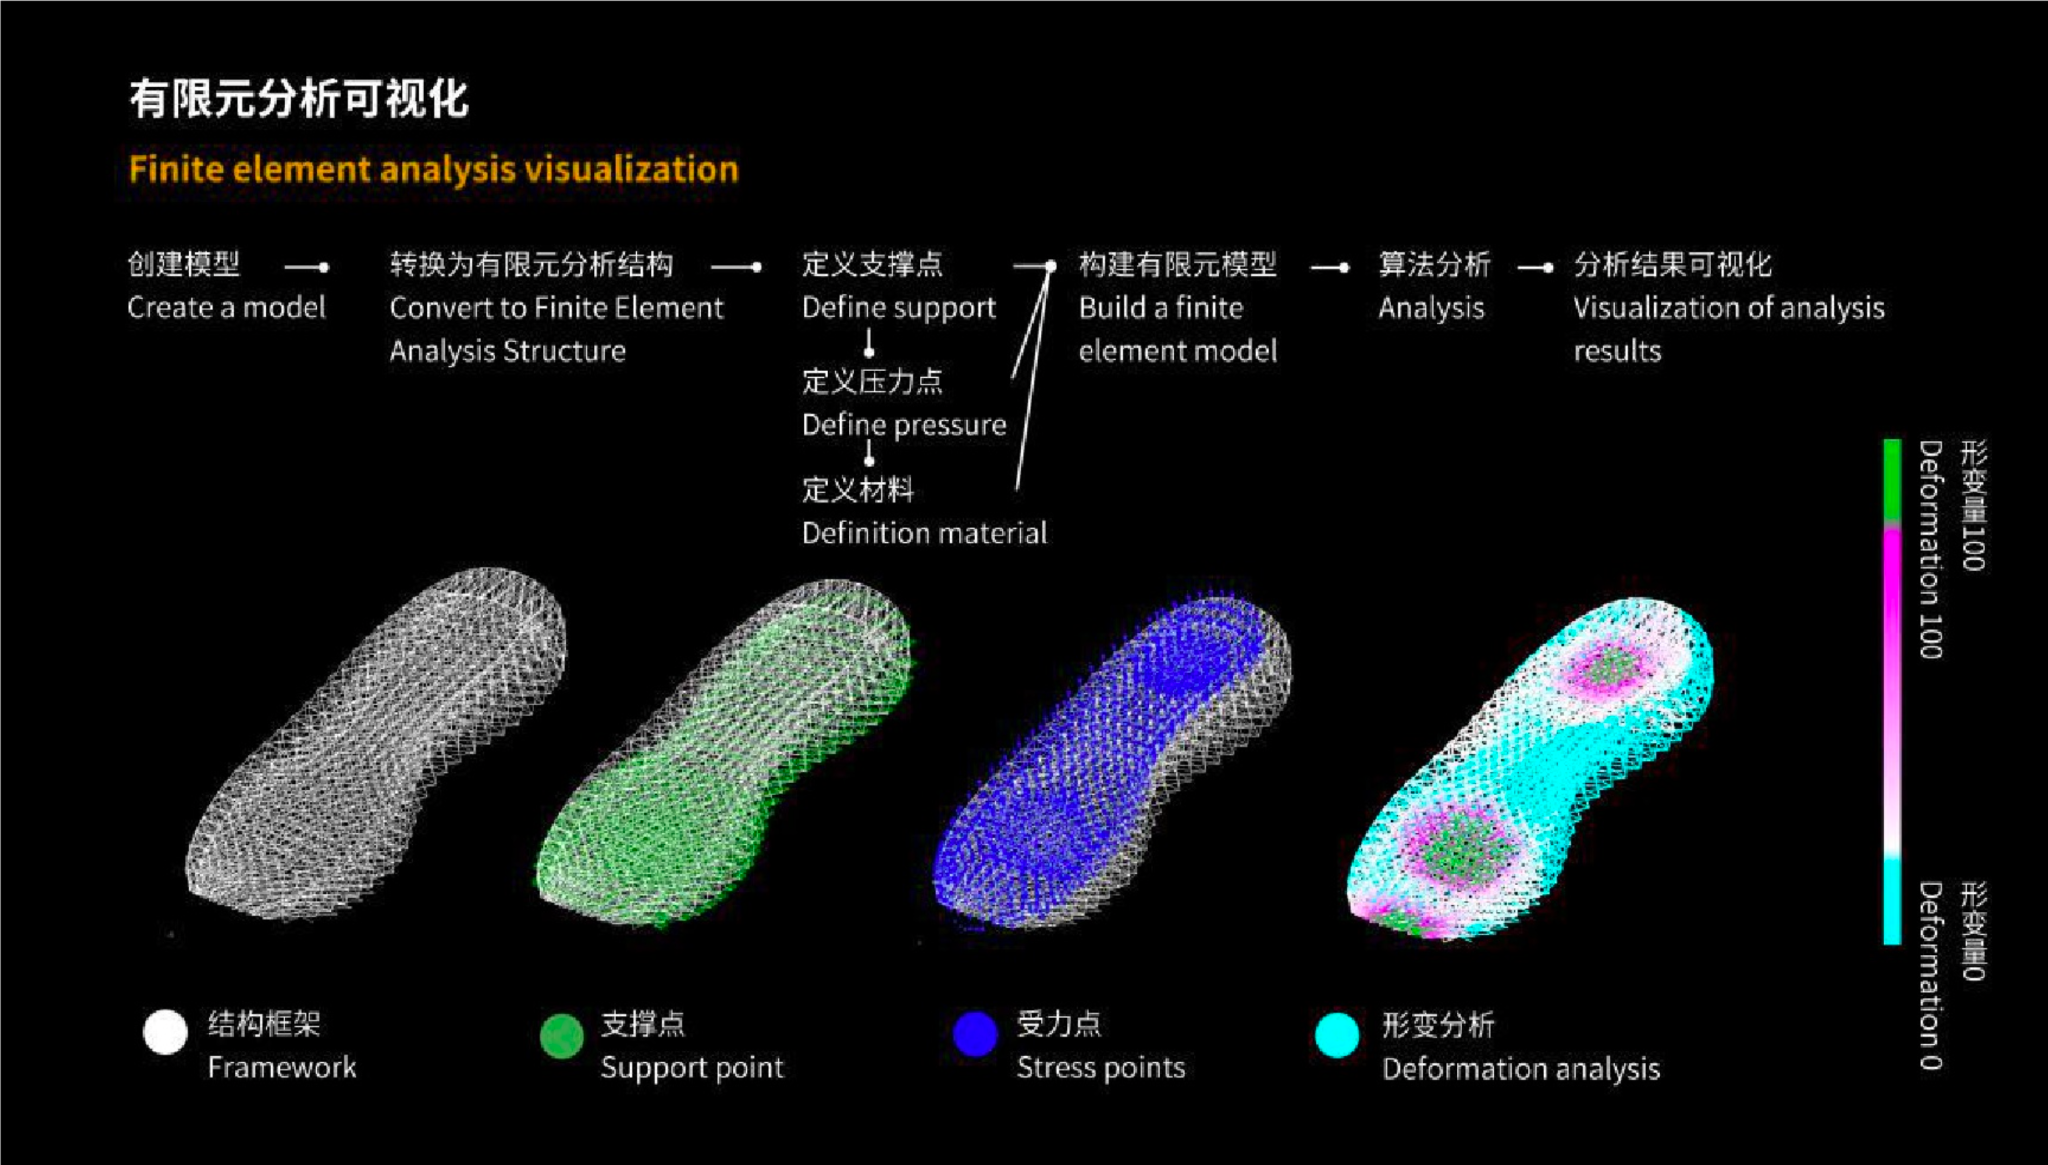 有限元分析可视化
Finite element analysis visualization
创建模型
Create a model
转换为有限元分析结构
Convert to Finite Element
Analysis Structure
定义支撑点
Define support
定义压力点
Define pressure
定义材料
Definition material
构建有限元模型
Build a finite
element model
算法分析
Analysis
分析结果可视化
Visualization of analysis
results
形变量100
Deformation 100
形变量0
Deformation 0
结构框架
Framework
支撑点
Support point
受力点
Stress points
形变分析
Deformation analysis